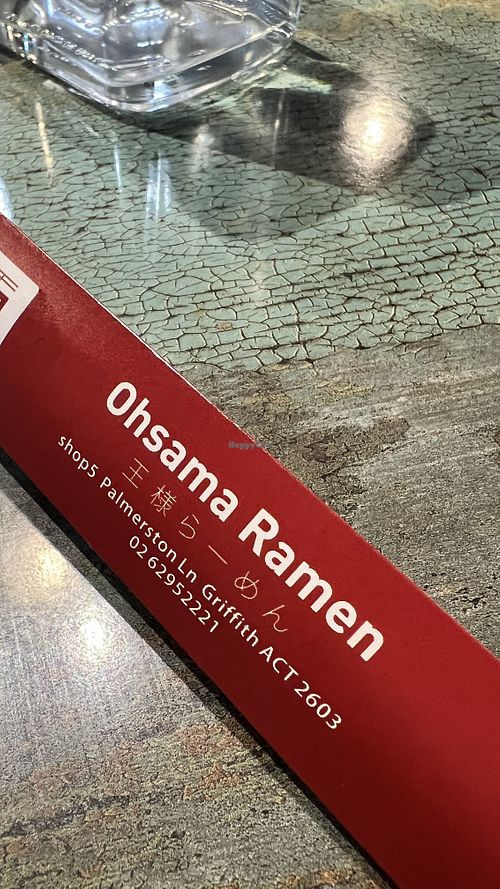 Ohsama Ramen
王様らーめん
shop5 Palmerston Ln Griffith ACT 2603
02 62952221